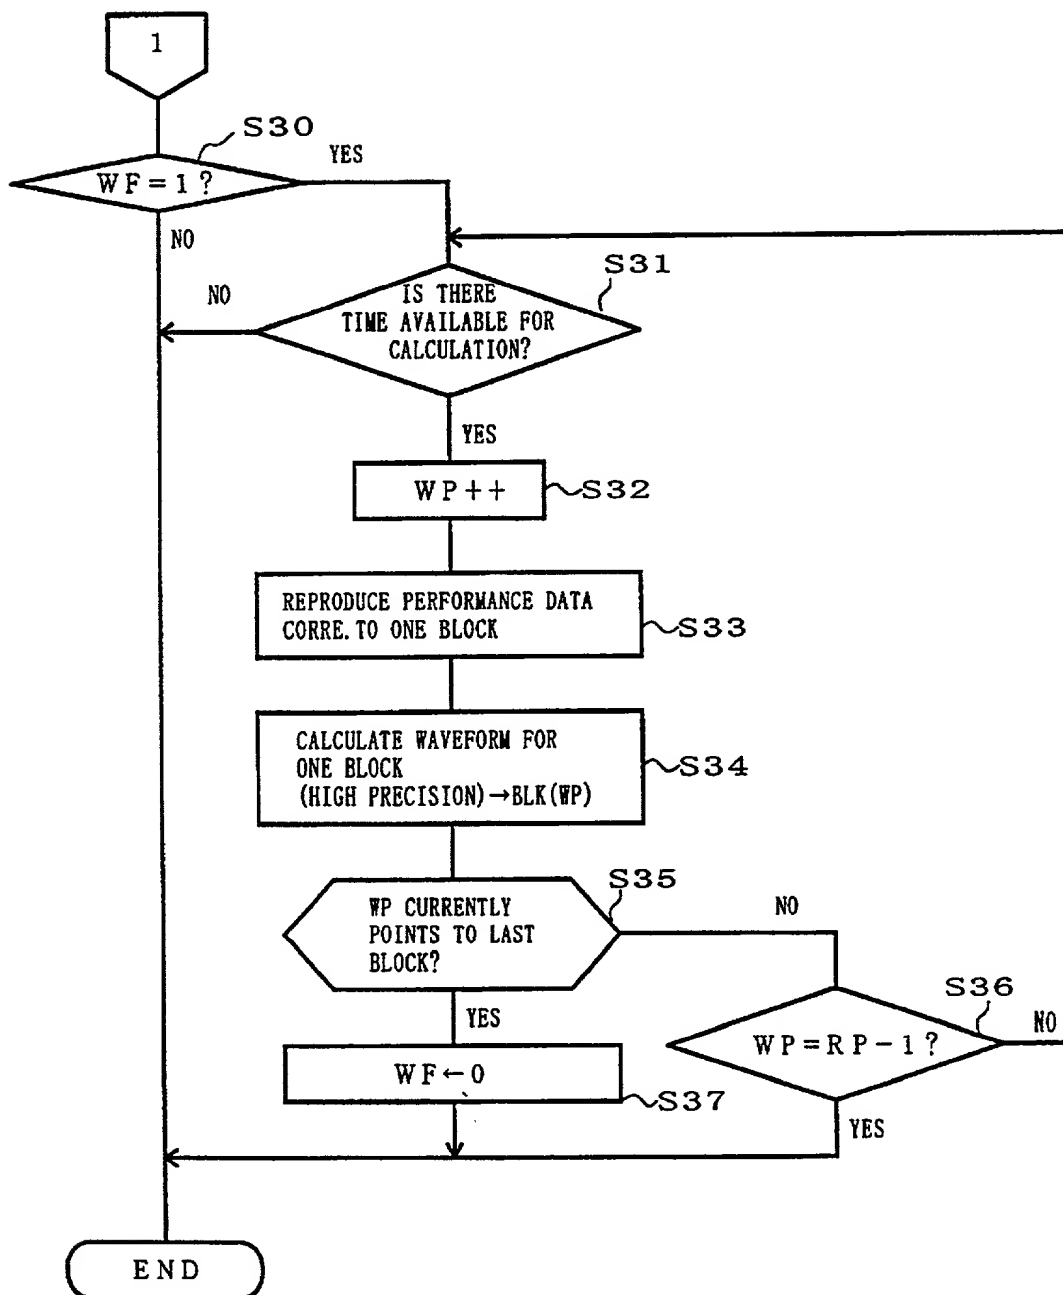 1
S30
WF=1?
YES
NO
S31
IS THERE
TIME AVAILABLE FOR
CALCULATION?
NO
YES
WP++
S32
REPRODUCE PERFORMANCE DATA
CORRE. TO ONE BLOCK
S33
CALCULATE WAVEFORM FOR
ONE BLOCK
(HIGH PRECISION)→BLK(WP)
S34
S35
WP CURRENTLY
POINTS TO LAST
BLOCK?
NO
YES
S36
WP=RP-1?
NO
YES
WF←0
S37
END